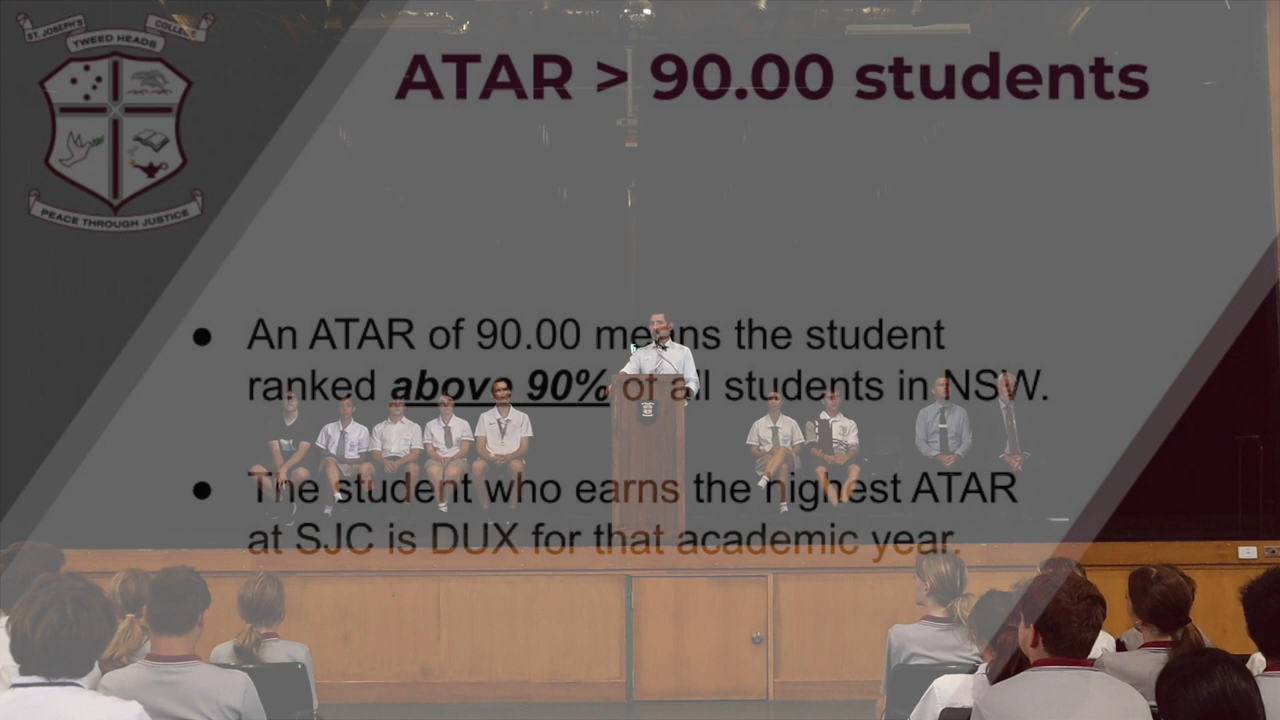 ST. JOSEPH'S COLLEGE
TWEED HEADS
PEACE THROUGH JUSTICE
ATAR > 90.00 students
● An ATAR of 90.00 means the student
ranked above 90% of all students in NSW.
● The student who earns the highest ATAR
at SJC is DUX for that academic year.